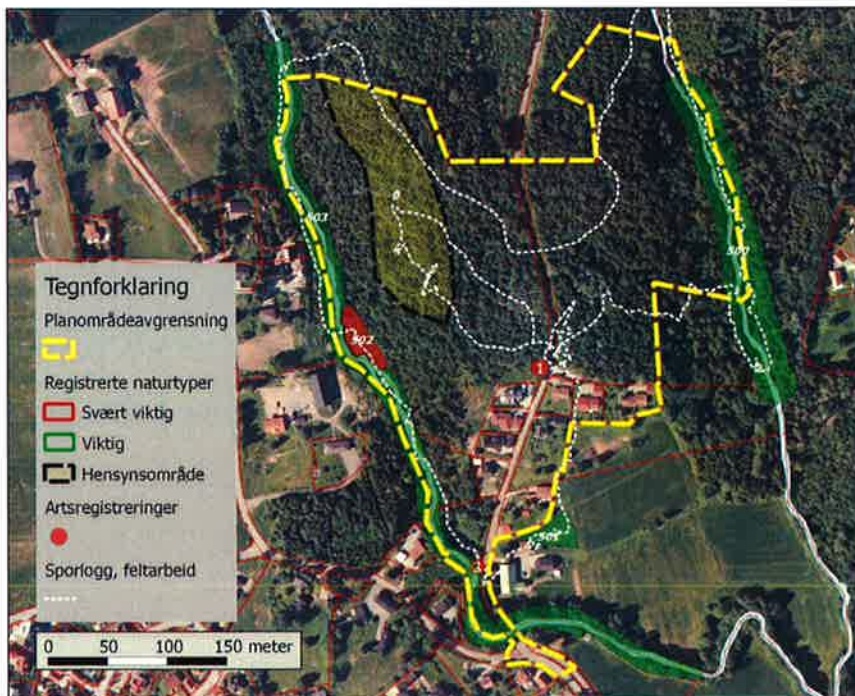 503
500
502
1
Tegnforklaring
Planområdeavgrensning
Registrerte naturtyper
Svært viktig
Viktig
Hensynsområde
Artsregistreringer
Sporlogg, feltarbeid
0 50 100 150 meter